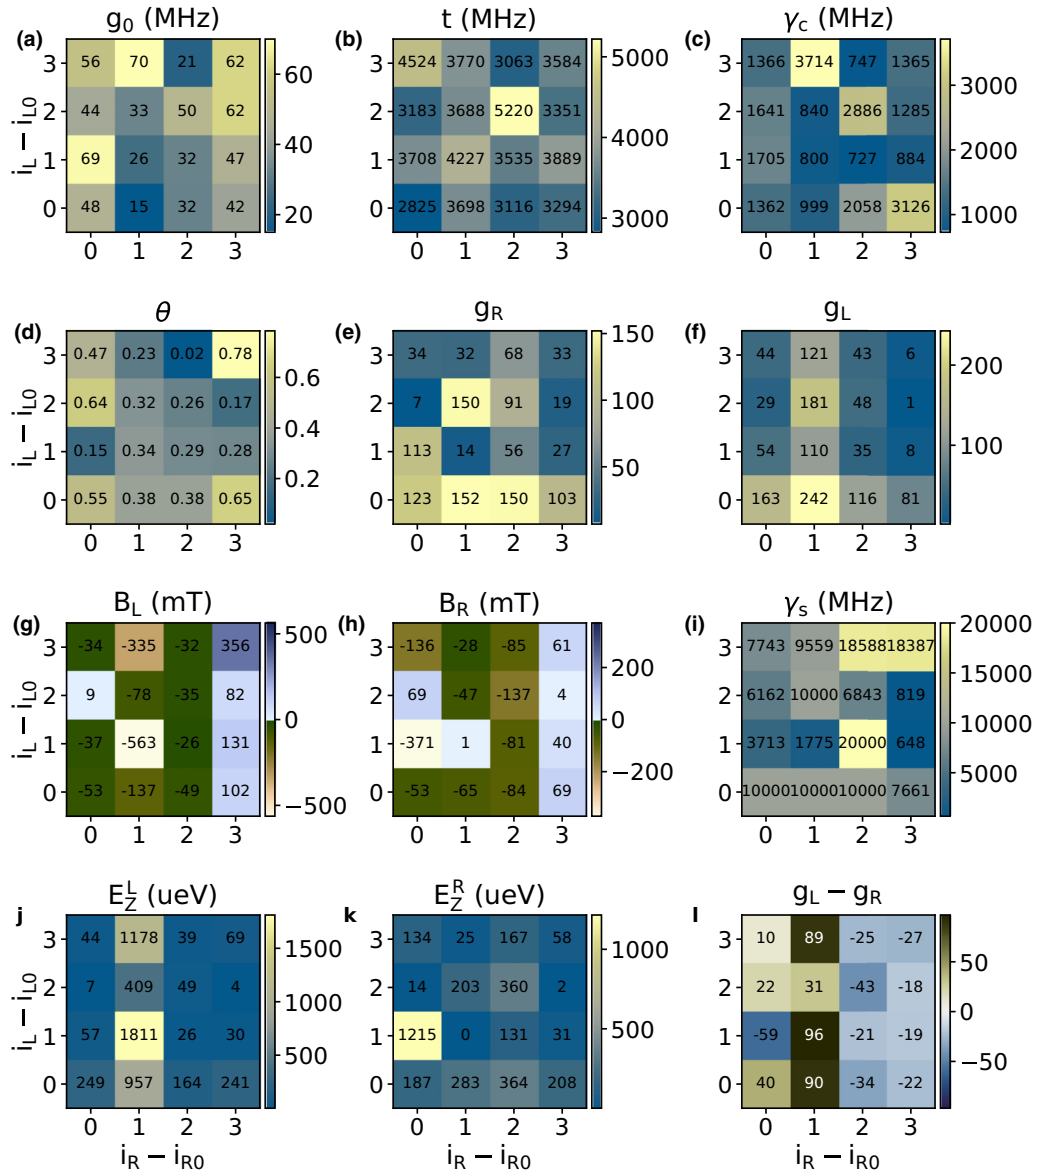 g₀ (MHz) t (MHz) γc (MHz)
(a) (b) (c)
3 56 70 21 62 60 3 4524 3770 3063 3584 5000 3 1366 3714 747 1365 3000
2 44 33 50 62 2 3183 3688 5220 3351 4000 2 1641 840 2886 1285
iL − iL0
1 69 26 32 47 40 1 3708 4227 3535 3889 1 1705 800 727 884 2000
0 48 15 32 42 20 0 2825 3698 3116 3294 3000 0 1362 999 2058 3126 1000
0 1 2 3 0 1 2 3 0 1 2 3
θ gR gL
(d) (e) (f)
3 0.47 0.23 0.02 0.78 0.6 3 34 32 68 33 150 3 44 121 43 6 200
2 0.64 0.32 0.26 0.17 0.4 2 7 150 91 19 100 2 29 181 48 1
iL − iL0
1 0.15 0.34 0.29 0.28 0.2 1 113 14 56 27 50 1 54 110 35 8 100
0 0.55 0.38 0.38 0.65 0 123 152 150 103 0 163 242 116 81
0 1 2 3 0 1 2 3 0 1 2 3
BL (mT) BR (mT) γs (MHz)
(g) (h) (i)
3 -34 -335 -32 356 500 3 -136 -28 -85 61 200 3 7743 9559 18588 18387 20000
2 9 -78 -35 82 0 2 69 -47 -137 4 0 2 6162 10000 6843 819 15000
iL − iL0
1 -37 -563 -26 131 1 -371 1 -81 40 −200 1 3713 1775 20000 648 10000
0 -53 -137 -49 102 −500 0 -53 -65 -84 69 0 10000 10000 10000 7661 5000
0 1 2 3 0 1 2 3 0 1 2 3
E_Z^L (ueV) E_Z^R (ueV) gL − gR
j k l
3 44 1178 39 69 1500 3 134 25 167 58 1000 3 10 89 -25 -27 50
2 7 409 49 4 1000 2 14 203 360 2 2 22 31 -43 -18 0
iL − iL0
1 57 1811 26 30 500 1 1215 0 131 31 500 1 -59 96 -21 -19 −50
0 249 957 164 241 0 187 283 364 208 0 40 90 -34 -22
0 1 2 3 0 1 2 3 0 1 2 3
iR − iR0 iR − iR0 iR − iR0